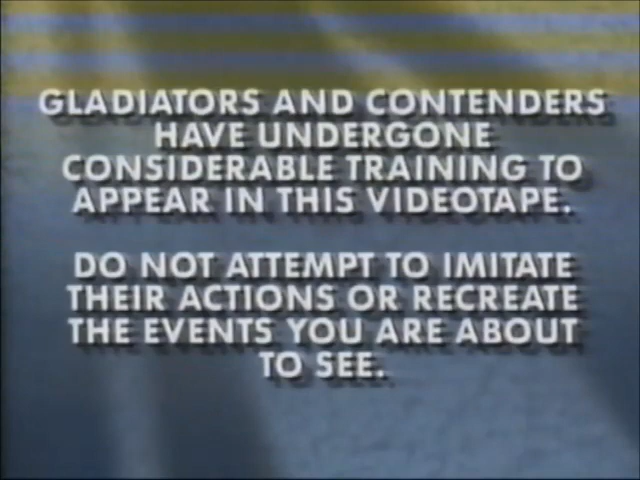 GLADIATORS AND CONTENDERS
HAVE UNDERGONE
CONSIDERABLE TRAINING TO
APPEAR IN THIS VIDEOTAPE.
DO NOT ATTEMPT TO IMITATE
THEIR ACTIONS OR RECREATE
THE EVENTS YOU ARE ABOUT
TO SEE.